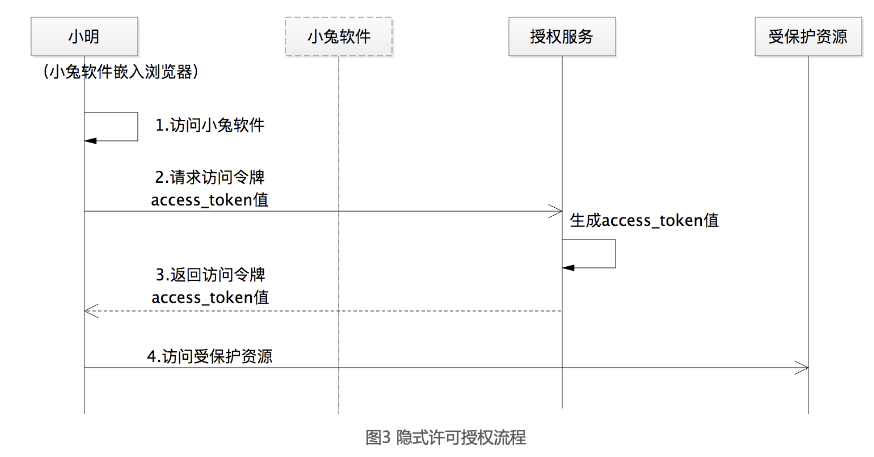 小明
小兔软件
授权服务
受保护资源
（小兔软件嵌入浏览器）
1.访问小兔软件
2.请求访问令牌
access_token值
生成access_token值
3.返回访问令牌
access_token值
4.访问受保护资源
图3 隐式许可授权流程